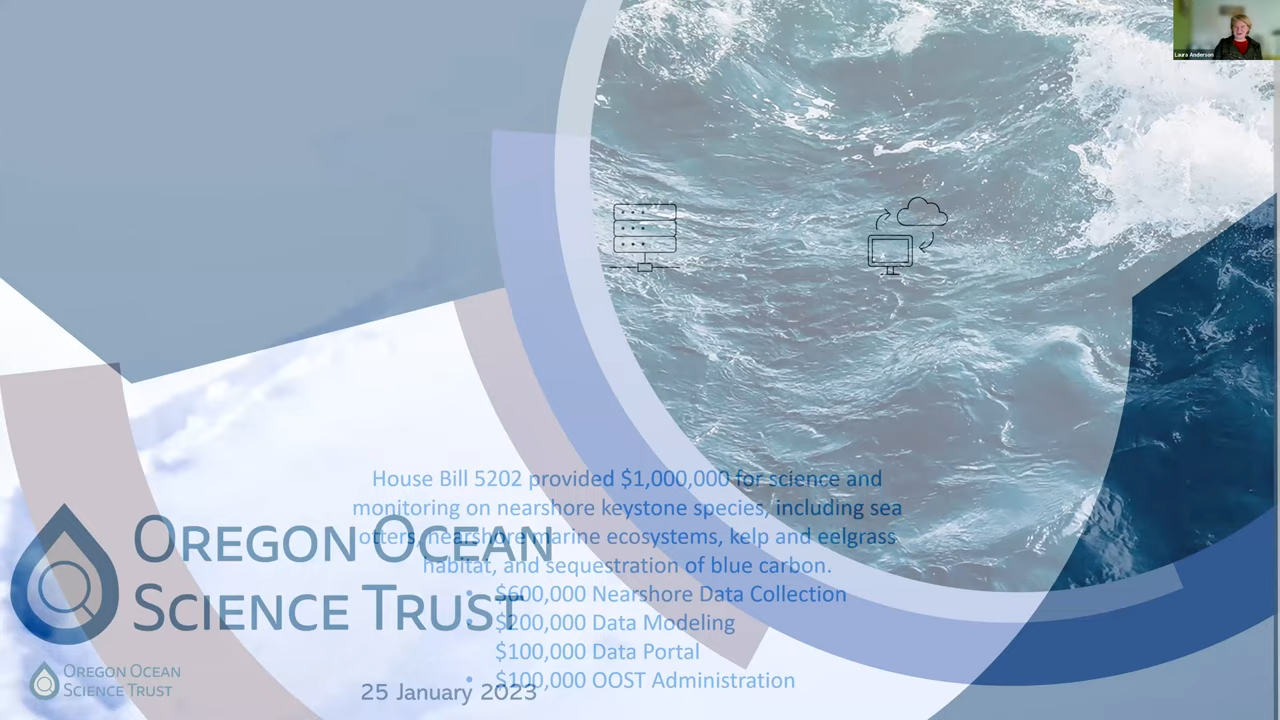 Laura Anderson
House Bill 5202 provided $1,000,000 for science and
monitoring on nearshore keystone species, including sea
otters, nearshore marine ecosystems, kelp and eelgrass
habitat, and sequestration of blue carbon.
• $600,000 Nearshore Data Collection
• $200,000 Data Modeling
$100,000 Data Portal
• $100,000 OOST Administration
OREGON OCEAN
SCIENCE TRUST
OREGON OCEAN
SCIENCE TRUST
25 January 2023